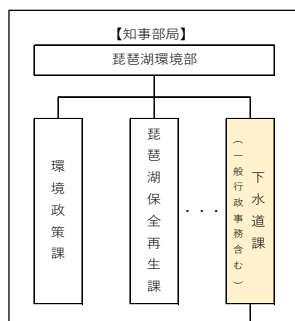 【知事部局】
琵琶湖環境部
環境政策課
琵琶湖保全再生課
・・・
下水道課
(一般行政事務含む)